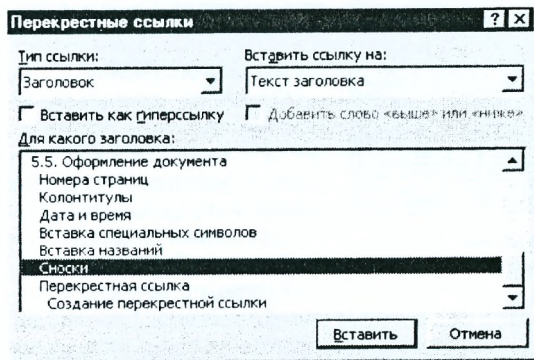 Перекрестные ссылки
Тип ссылки: Вставить ссылку на:
Заголовок Текст заголовка
Вставить как гиперссылку Добавить слово «выше» или «ниже»
Для какого заголовка:
5.5. Оформление документа
Номера страниц
Колонтитулы
Дата и время
Вставка специальных символов
Вставка названий
Сноски
Перекрестная ссылка
Создание перекрестной ссылки
Вставить Отмена